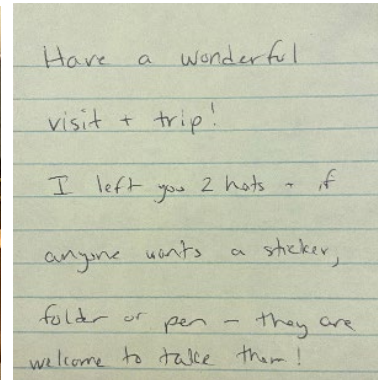 Have a wonderful
visit + trip!
I left you 2 hats + if
anyone wants a sticker,
folder or pen - they are
welcome to take them!